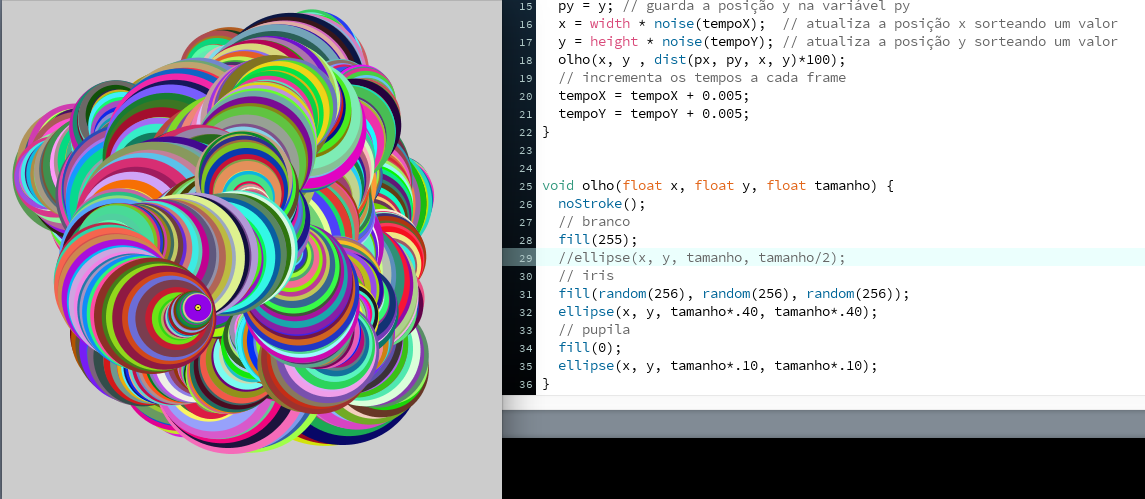 15 py = y; // guarda a posição y na variável py
16 x = width * noise(tempoX);  // atualiza a posição x sorteando um valor
17 y = height * noise(tempoY); // atualiza a posição y sorteando um valor
18 olho(x, y , dist(px, py, x, y)*100);
19 // incrementa os tempos a cada frame
20 tempoX = tempoX + 0.005;
21 tempoY = tempoY + 0.005;
22 }
23
24
25 void olho(float x, float y, float tamanho) {
26 noStroke();
27 // branco
28 fill(255);
29 //ellipse(x, y, tamanho, tamanho/2);
30 // iris
31 fill(random(256), random(256), random(256));
32 ellipse(x, y, tamanho*.40, tamanho*.40);
33 // pupila
34 fill(0);
35 ellipse(x, y, tamanho*.10, tamanho*.10);
36 }